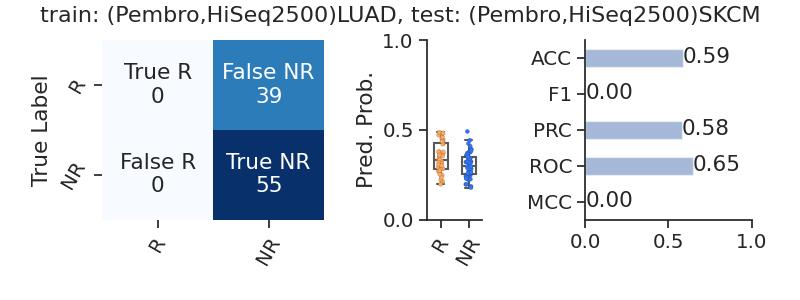 train: (Pembro,HiSeq2500)LUAD, test: (Pembro,HiSeq2500)SKCM
True Label
R
NR
True R
0
False NR
39
False R
0
True NR
55
R
NR
Pred. Prob.
1.0
0.5
0.0
R
NR
ACC
0.59
F1
0.00
PRC
0.58
ROC
0.65
MCC
0.00
0.0
0.5
1.0